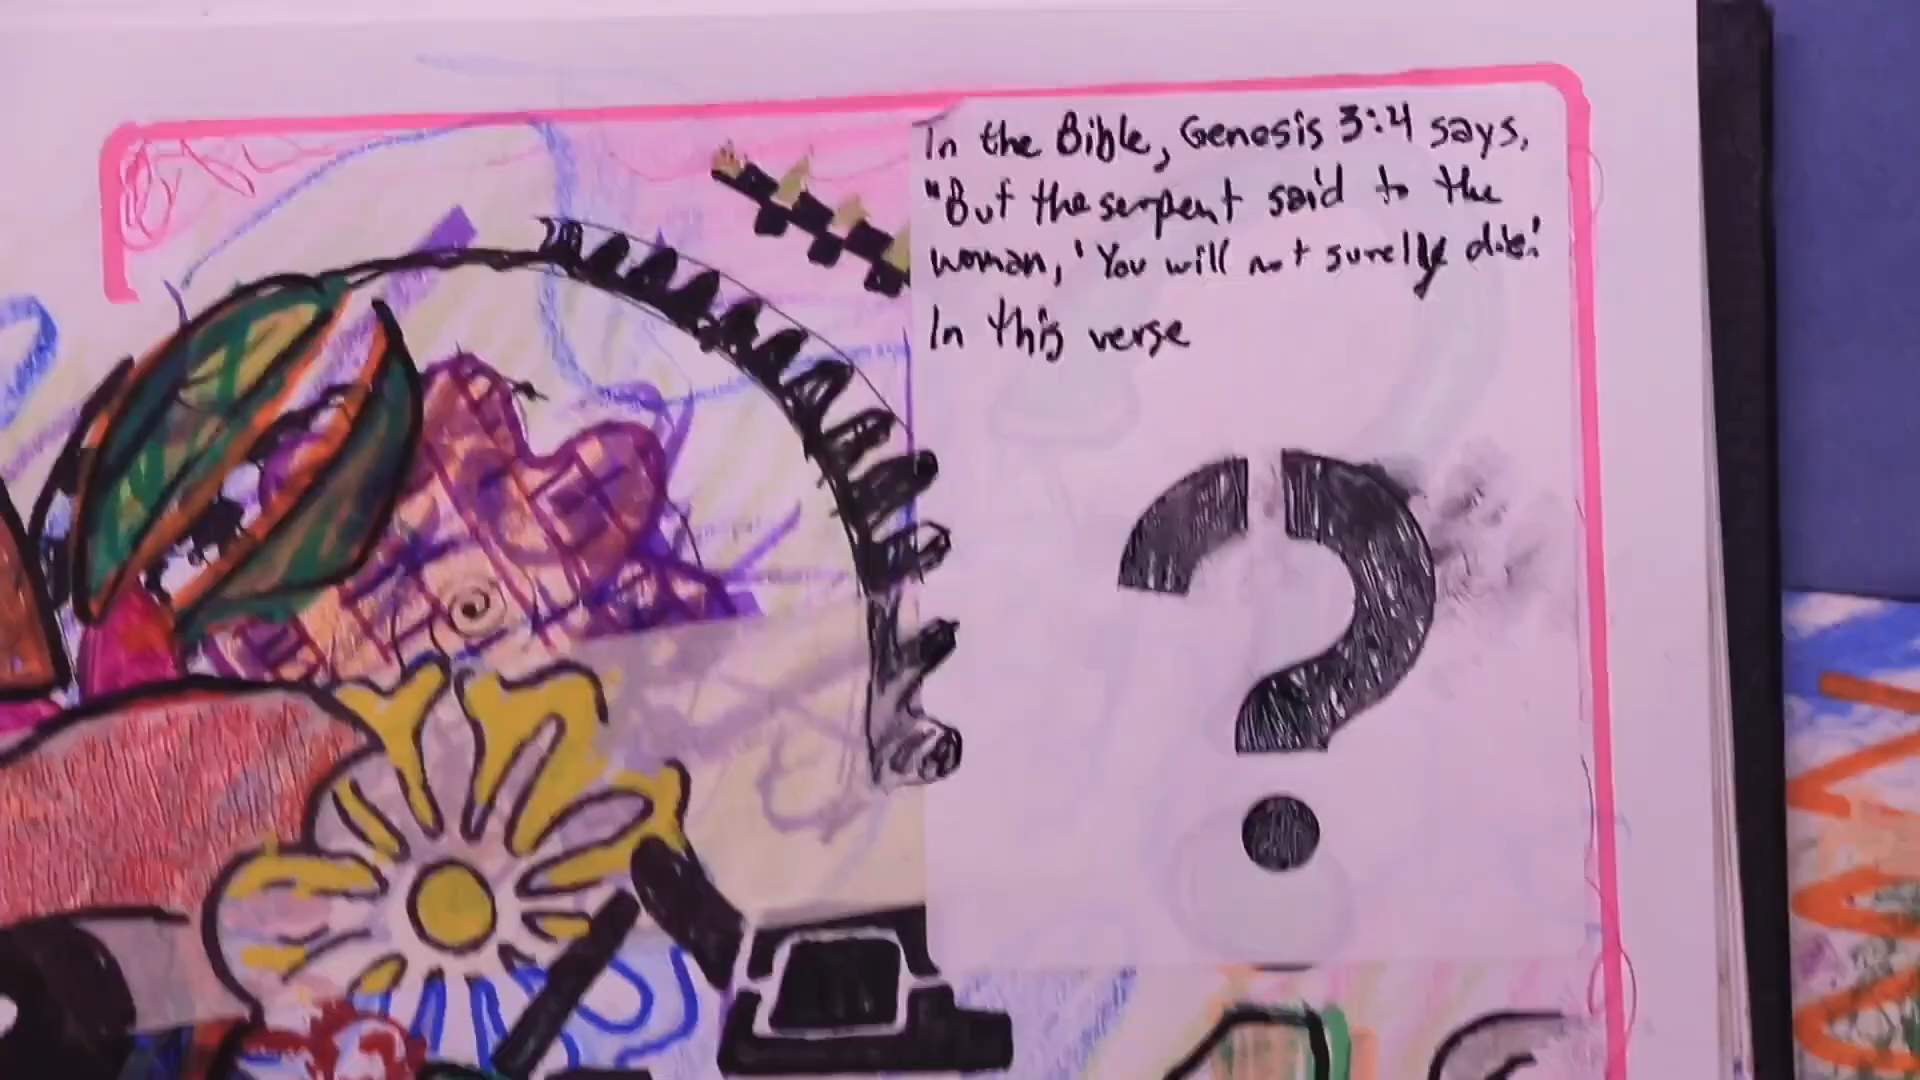 In the Bible, Genesis 3:4 says,
"But the serpent said to the
woman, 'You will not surely die.'
In this verse
?